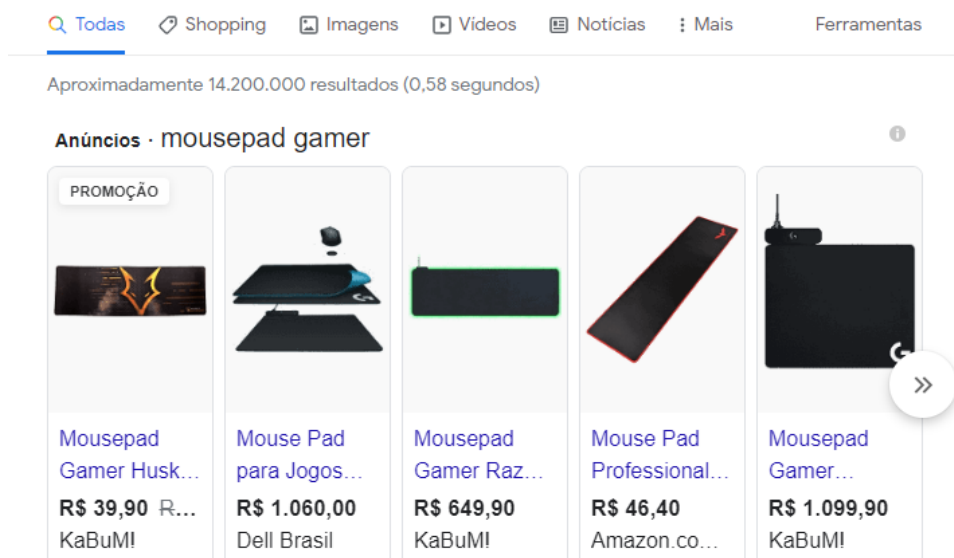 Todas Shopping Imagens Vídeos Notícias Mais Ferramentas
Aproximadamente 14.200.000 resultados (0,58 segundos)
Anúncios · mousepad gamer
PROMOÇÃO
Mousepad
Gamer Husk...
R$ 39,90 R...
KaBuM!
Mouse Pad
para Jogos...
R$ 1.060,00
Dell Brasil
Mousepad
Gamer Raz...
R$ 649,90
KaBuM!
Mouse Pad
Professional...
R$ 46,40
Amazon.co...
Mousepad
Gamer...
R$ 1.099,90
KaBuM!